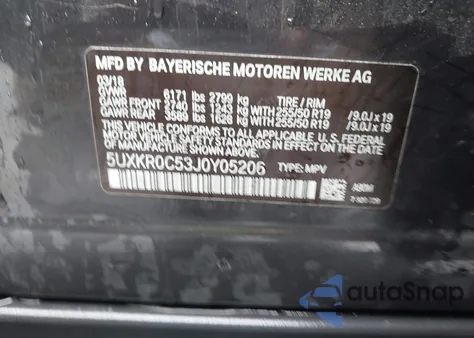 MFD BY BAYERISCHE MOTOREN WERKE AG
03/18
GVWR 6171 lbs 2799 kg TIRE / RIM
GAWR FRONT 2740 lbs 1243 kg WITH 255/50 R19 /9.0J x 19
GAWR REAR 3589 lbs 1628 kg WITH 255/50 R19 /9.0J x 19
THIS VEHICLE CONFORMS TO ALL APPLICABLE U.S. FEDERAL
MOTOR VEHICLE SAFETY
STANDARDS IN EFFECT ON THE DATE OF MANUFACTURE SHOWN ABOVE.
5UXKR0C53J0Y05206 TYPE: MPV
autoSnap